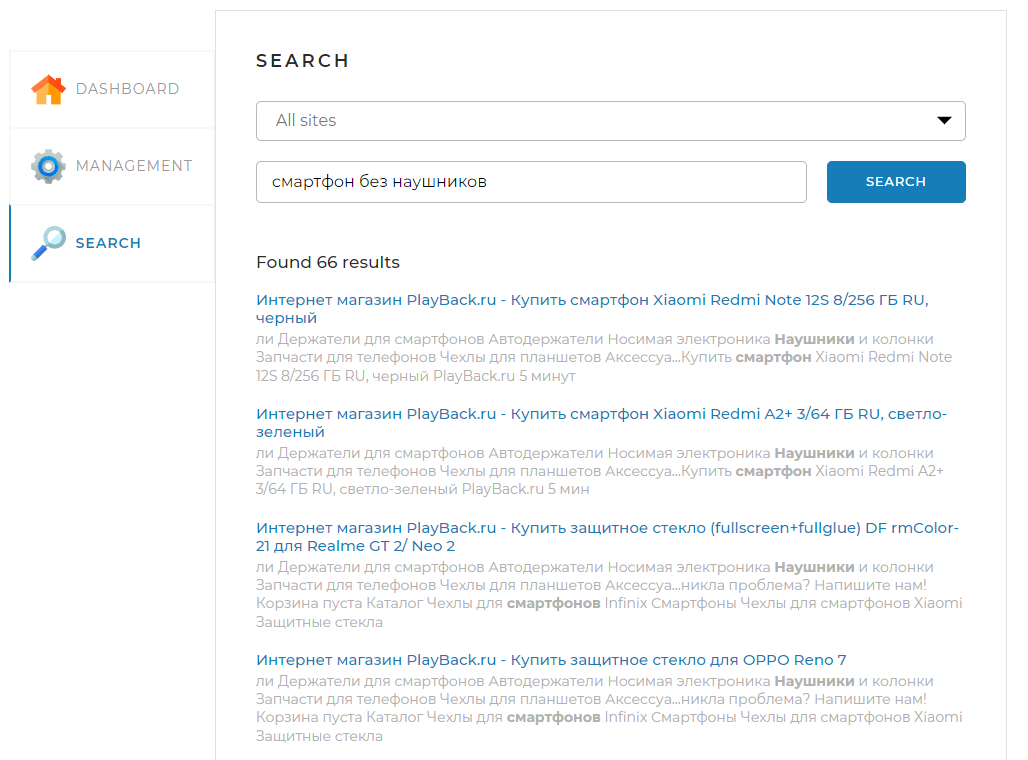 DASHBOARD
MANAGEMENT
SEARCH
SEARCH
All sites
смартфон без наушников
SEARCH
Found 66 results
Интернет магазин PlayBack.ru - Купить смартфон Xiaomi Redmi Note 12S 8/256 ГБ RU,
черный
ли Держатели для смартфонов Автодержатели Носимая электроника Наушники и колонки
Запчасти для телефонов Чехлы для планшетов Аксессуа...Купить смартфон Xiaomi Redmi Note
12S 8/256 ГБ RU, черный PlayBack.ru 5 минут
Интернет магазин PlayBack.ru - Купить смартфон Xiaomi Redmi A2+ 3/64 ГБ RU, светло-
зеленый
ли Держатели для смартфонов Автодержатели Носимая электроника Наушники и колонки
Запчасти для телефонов Чехлы для планшетов Аксессуа...Купить смартфон Xiaomi Redmi A2+
3/64 ГБ RU, светло-зеленый PlayBack.ru 5 мин
Интернет магазин PlayBack.ru - Купить защитное стекло (fullscreen+fullglue) DF rmColor-
21 для Realme GT 2/ Neo 2
ли Держатели для смартфонов Автодержатели Носимая электроника Наушники и колонки
Запчасти для телефонов Чехлы для планшетов Аксессуа...никла проблема? Напишите нам!
Корзина пуста Каталог Чехлы для смартфонов Infinix Смартфоны Чехлы для смартфонов Xiaomi
Защитные стекла
Интернет магазин PlayBack.ru - Купить защитное стекло для OPPO Reno 7
ли Держатели для смартфонов Автодержатели Носимая электроника Наушники и колонки
Запчасти для телефонов Чехлы для планшетов Аксессуа...никла проблема? Напишите нам!
Корзина пуста Каталог Чехлы для смартфонов Infinix Смартфоны Чехлы для смартфонов Xiaomi
Защитные стекла